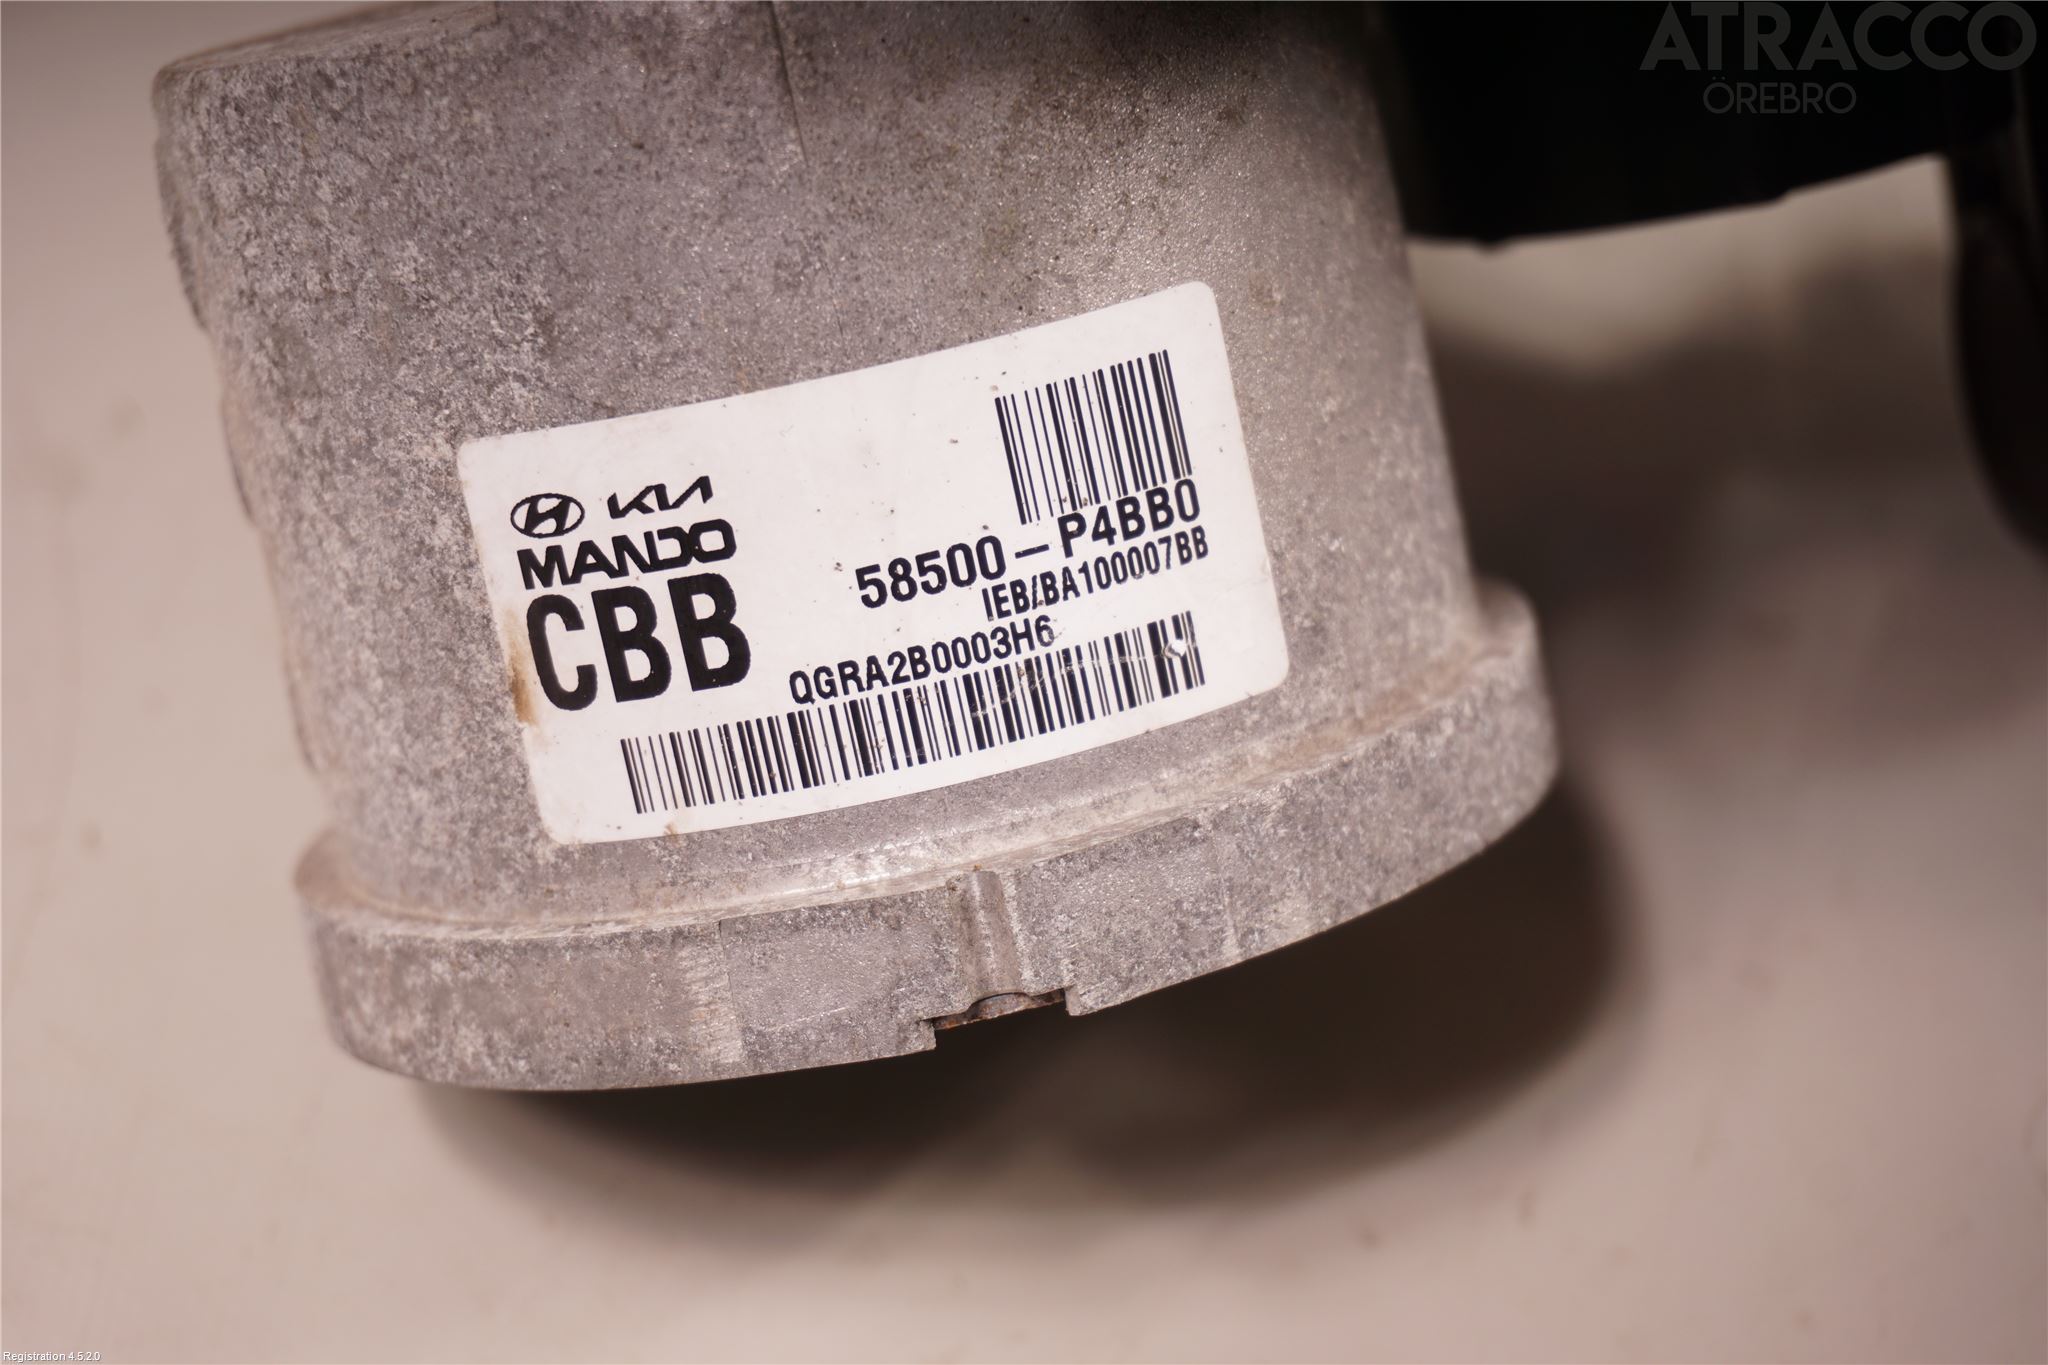 ATRACCO
ÖREBRO
KIA
MANDO
CBB
58500-P4BB0
IEB/BA100007BB
QGRA2B0003H6
Registration 4.5.2.0